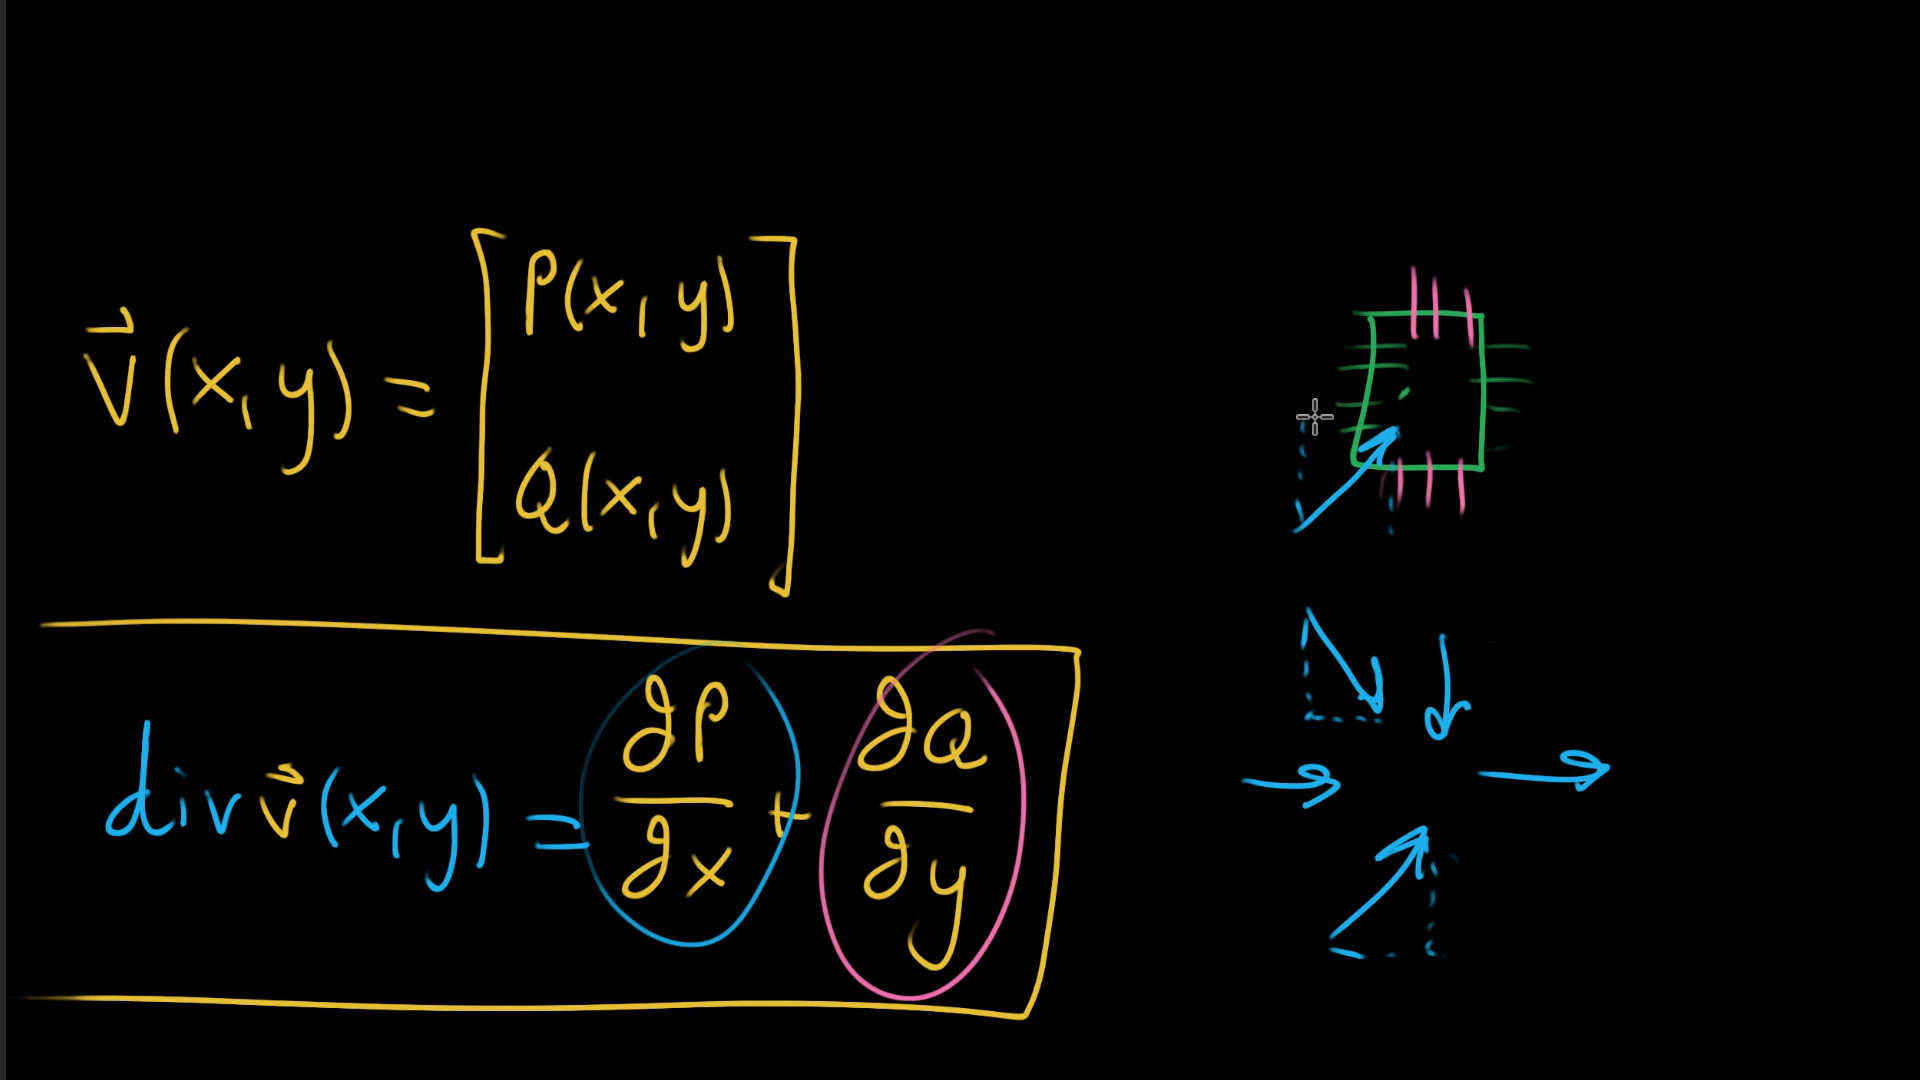 v⃗(x, y) = [P(x, y)
Q(x, y)]
div v⃗(x, y) = ∂P/∂x + ∂Q/∂y